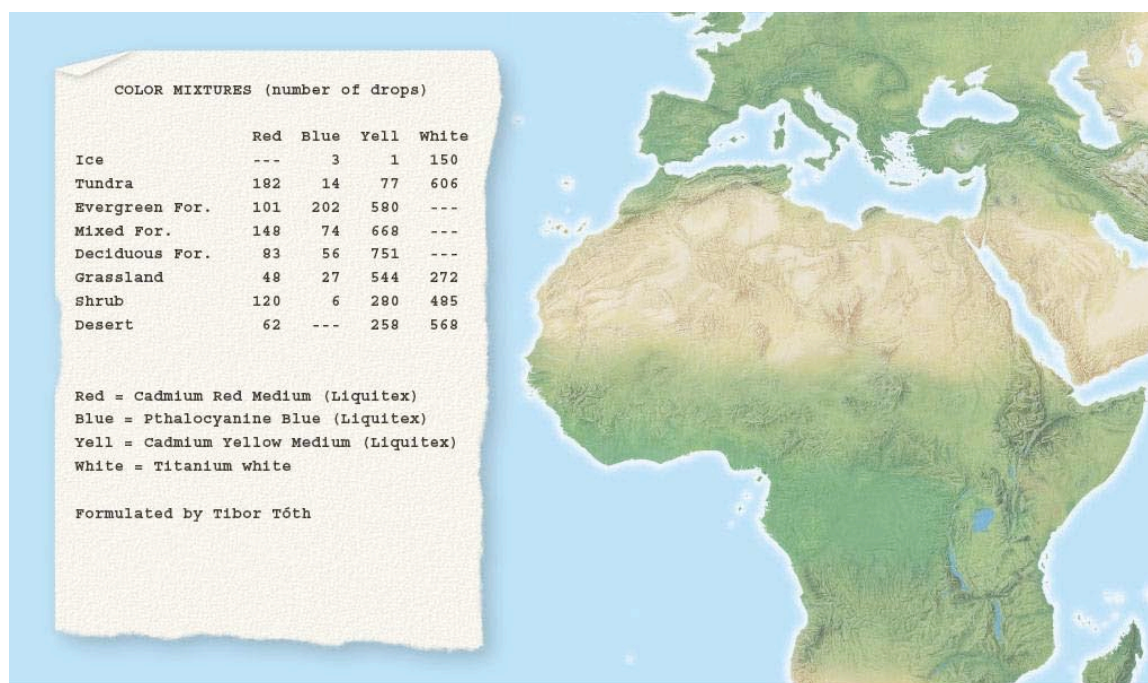 COLOR MIXTURES (number of drops)
Red Blue Yell White
Ice --- 3 1 150
Tundra 182 14 77 606
Evergreen For. 101 202 580 ---
Mixed For. 148 74 668 ---
Deciduous For. 83 56 751 ---
Grassland 48 27 544 272
Shrub 120 6 280 485
Desert 62 --- 258 568
Red = Cadmium Red Medium (Liquitex)
Blue = Pthalocyanine Blue (Liquitex)
Yell = Cadmium Yellow Medium (Liquitex)
White = Titanium white
Formulated by Tibor Tóth